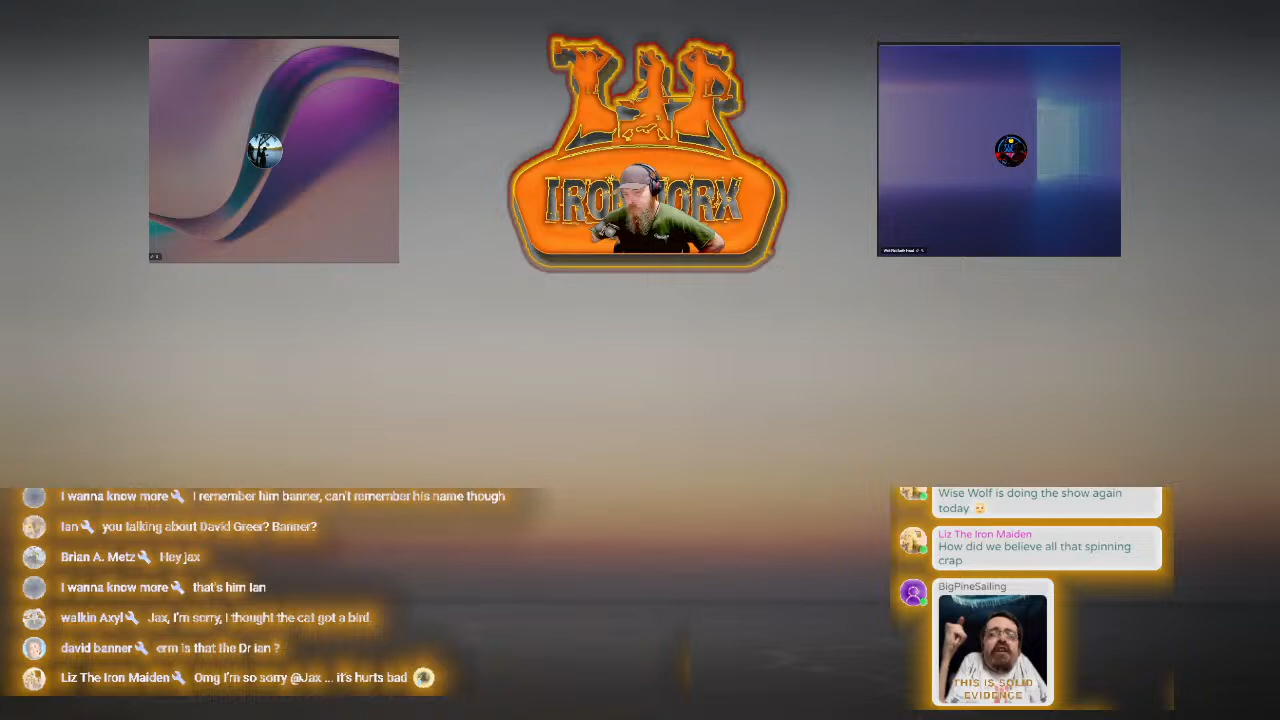 IRONWORX
I wanna know more I remember him banner, can't remember his name though
Ian you talking about David Greer? Banner?
Brian A. Metz Hey jax
I wanna know more that's him Ian
walkin Axyl Jax, I'm sorry, I thought the cat got a bird.
david banner erm is that the Dr ian ?
Liz The Iron Maiden Omg I'm so sorry @Jax ... it's hurts bad
Wise Wolf is doing the show again
today
Liz The Iron Maiden
How did we believe all that spinning
crap
BigPineSailing
THIS IS SOLID
EVIDENCE